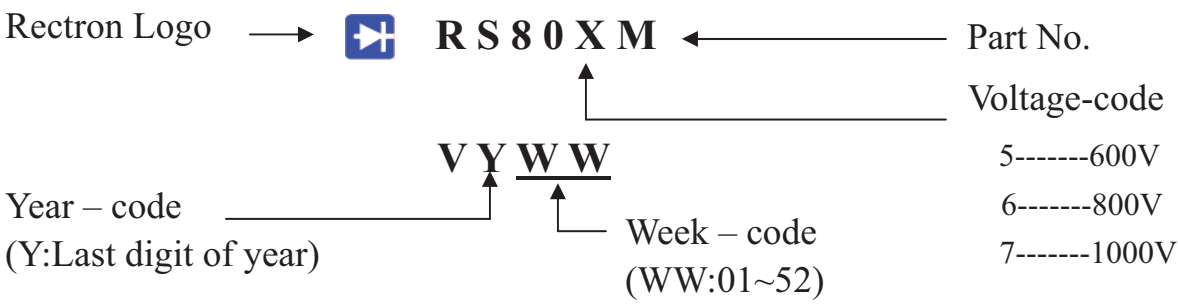 Rectron Logo R S 8 0 X M Part No.
Voltage-code
V Y W W
5-------600V
Year – code
6-------800V
Week – code
(Y:Last digit of year)
7-------1000V
(WW:01~52)